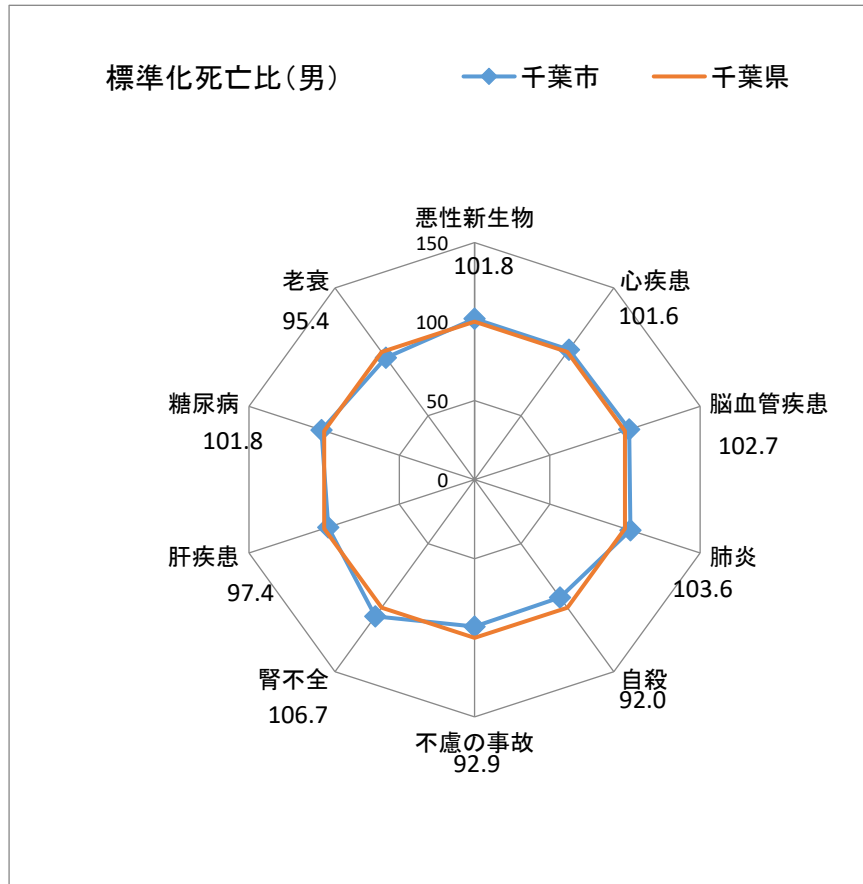 標準化死亡比(男)
千葉市
千葉県
悪性新生物
101.8
心疾患
101.6
脳血管疾患
102.7
肺炎
103.6
自殺
92.0
不慮の事故
92.9
腎不全
106.7
肝疾患
97.4
糖尿病
101.8
老衰
95.4
150
100
50
0